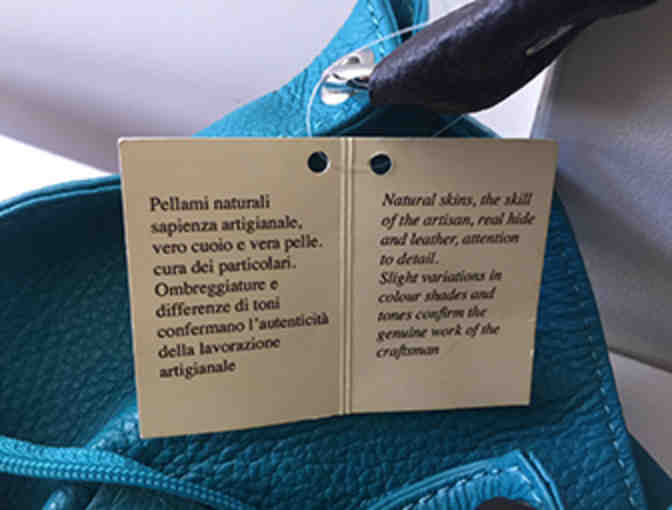 Pellami naturali
sapienza artigianale,
vero cuoio e vera pelle.
cura dei particolari.
Ombreggiature e
differenze di toni
confermano l'autenticità
della lavorazione
artigianale
Natural skins, the skill
of the artisan, real hide
and leather, attention
to detail.
Slight variations in
colour shades and
tones confirm the
genuine work of the
craftsman